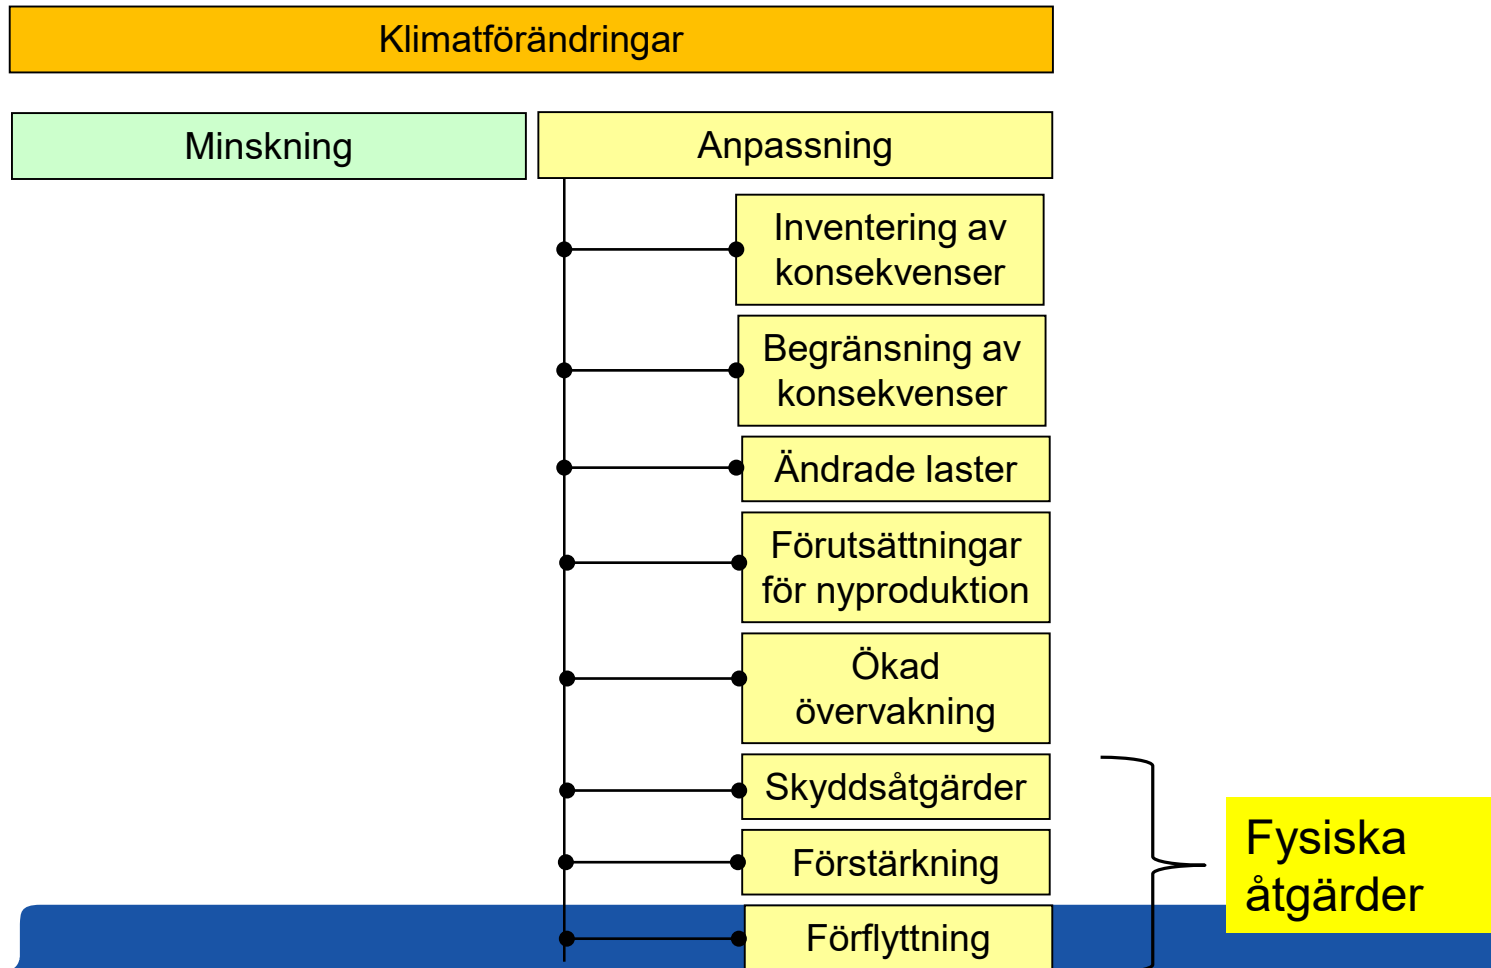 Klimatförändringar
Minskning
Anpassning
Inventering av
konsekvenser
Begränsning av
konsekvenser
Ändrade laster
Förutsättningar
för nyproduktion
Ökad
övervakning
Skyddsåtgärder
Förstärkning
Förflyttning
Fysiska
åtgärder